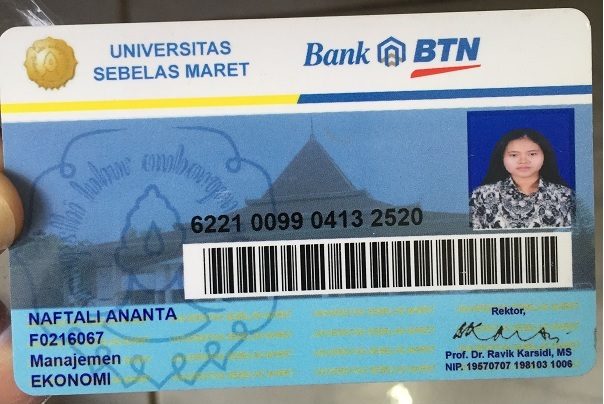 UNIVERSITAS
SEBELAS MARET
Bank BTN
6221 0099 0413 2520
NAFTALI ANANTA
F0216067
Manajemen
EKONOMI
Rektor,
Prof. Dr. Ravik Karsidi, MS
NIP. 19570707 198103 1006